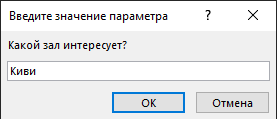 Введите значение параметра ? ×
Какой зал интересует?
Киви
ОК Отмена